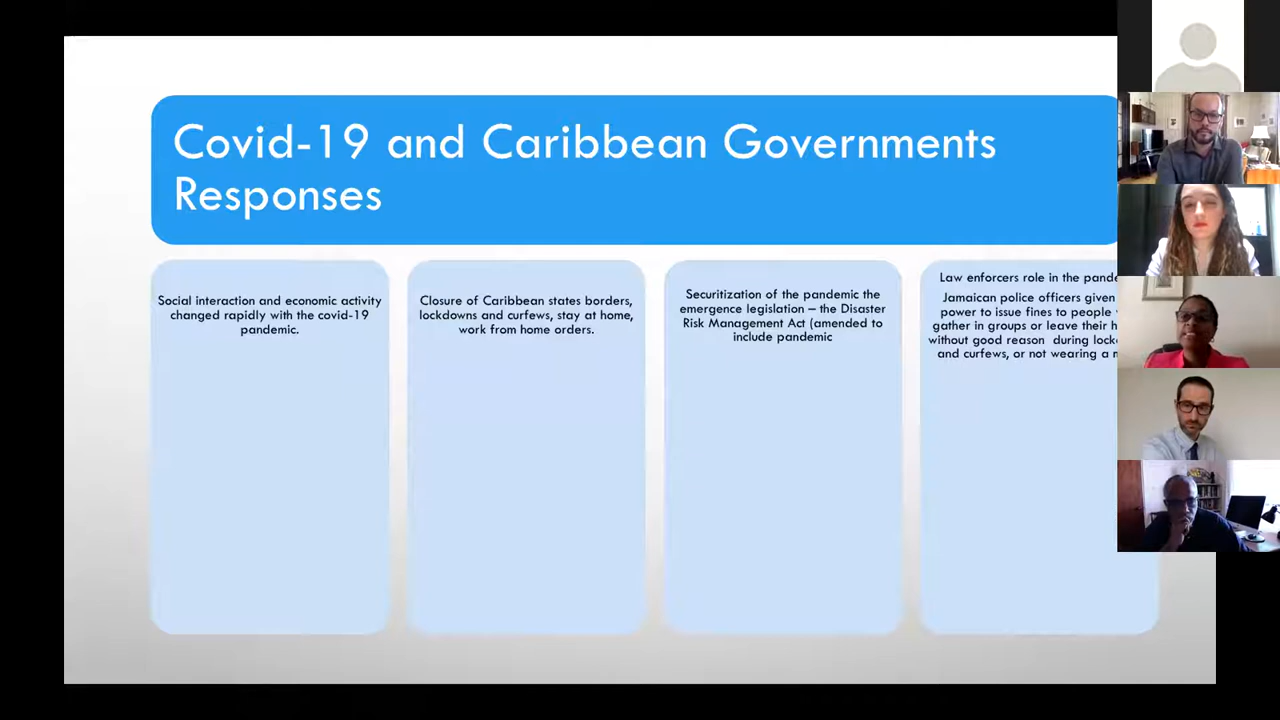 Covid-19 and Caribbean Governments
Responses
Social interaction and economic activity
changed rapidly with the covid-19
pandemic.
Closure of Caribbean states borders,
lockdowns and curfews, stay at home,
work from home orders.
Securitization of the pandemic the
emergence legislation – the Disaster
Risk Management Act (amended to
include pandemic
Law enforcers role in the
Jamaican police officers given
power to issue fines to people
gather in groups or leave their
without good reason during
and curfews, or not wearing a